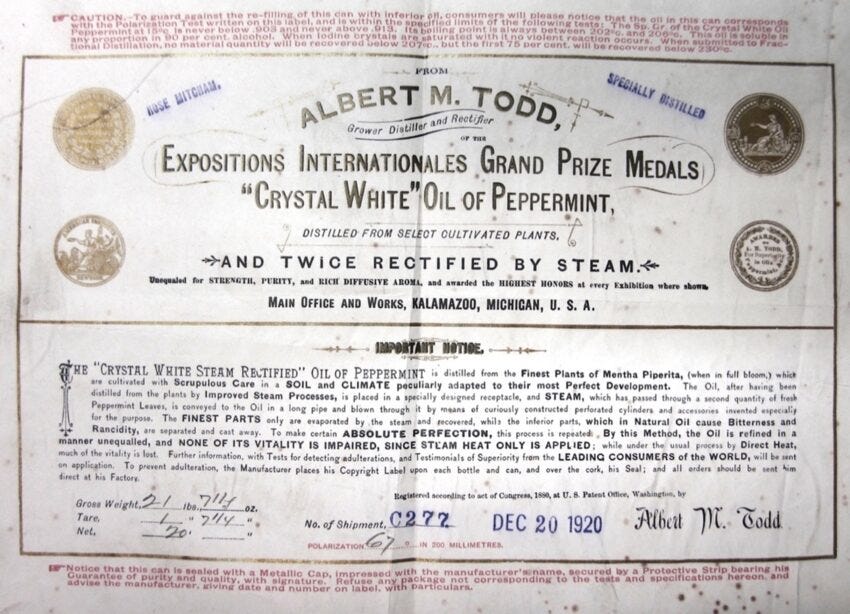 CAUTION.-To guard against the re-filling of this can with inferior oil, consumers will please notice that the oil in this can corresponds
with the Polarization Test written on this label, and is within the specified limits of the following tests: The Sp. Gr. of the Crystal White Oil
Peppermint at 15°c is never below .903 and never above .913. Its boiling point is always between 202°c. and 206°c. This oil is soluble in
any proportion in 90 per cent. alcohol. When Iodine crystals are saturated with it no violent reaction occurs. When submitted to Frac-
tional Distillation, no material quantity will be recovered below 207°c., but the first 75 per cent. will be recovered below 230°c.
FROM
ROSE MITCHAM.
SPECIALLY DISTILLED
ALBERT M. TODD,
Grower Distiller and Rectifier
OF THE
EXPOSITIONS INTERNATIONALES GRAND PRIZE MEDALS
"CRYSTAL WHITE" OIL OF PEPPERMINT,
DISTILLED FROM SELECT CULTIVATED PLANTS,
AWARDED
TO
A. M. TODD,
For Superiority
in Oils
Peppermint, &c
AND TWICE RECTIFIED BY STEAM.
Unequaled for STRENGTH, PURITY, and RICH DIFFUSIVE AROMA, and awarded the HIGHEST HONORS at every Exhibition where shown.
MAIN OFFICE AND WORKS, KALAMAZOO, MICHIGAN, U. S. A.
IMPORTANT NOTICE.
THE "CRYSTAL WHITE STEAM RECTIFIED" OIL OF PEPPERMINT is distilled from the Finest Plants of Mentha Piperita, (when in full bloom,) which
are cultivated with Scrupulous Care in a SOIL and CLIMATE peculiarly adapted to their most Perfect Development. The Oil, after having been
distilled from the plants by Improved Steam Processes, is placed in a specially designed receptacle, and STEAM, which has passed through a second quantity of fresh
Peppermint Leaves, is conveyed to the Oil in a long pipe and blown through it by means of curiously constructed perforated cylinders and accessories invented especially
for the purpose. The FINEST PARTS only are evaporated by the steam and recovered, while the inferior parts, which in Natural Oil cause Bitterness and
Rancidity, are separated and cast away. To make certain ABSOLUTE PERFECTION, this process is repeated. By this Method, the Oil is refined in a
manner unequalled, and NONE OF ITS VITALITY IS IMPAIRED, SINCE STEAM HEAT ONLY IS APPLIED; while under the usual process by Direct Heat,
much of the vitality is lost. Further information, with Tests for detecting adulterations, and Testimonials of Superiority from the LEADING CONSUMERS of the WORLD, will be sent
on application. To prevent adulteration, the Manufacturer places his Copyright Label upon each bottle and can, and over the cork, his Seal; and all orders should be sent him
direct at his Factory.
Registered according to act of Congress, 1880, at U. S. Patent Office, Washington, by
Gross Weight, 21 lbs. 7 1/4 oz.
Tare, 1 " 7 1/4 "
Net, 20 " "
No. of Shipment, C277 DEC 20 1920 Albert M. Todd
POLARIZATION 67 ° IN 200 MILLIMETRES.
Notice that this can is sealed with a Metallic Cap, impressed with the manufacturer's name, secured by a Protective Strip bearing his
Guarantee of purity and quality, with signature. Refuse any package not corresponding to the tests and specifications hereon, and
advise the manufacturer, giving date and number on label, with particulars.